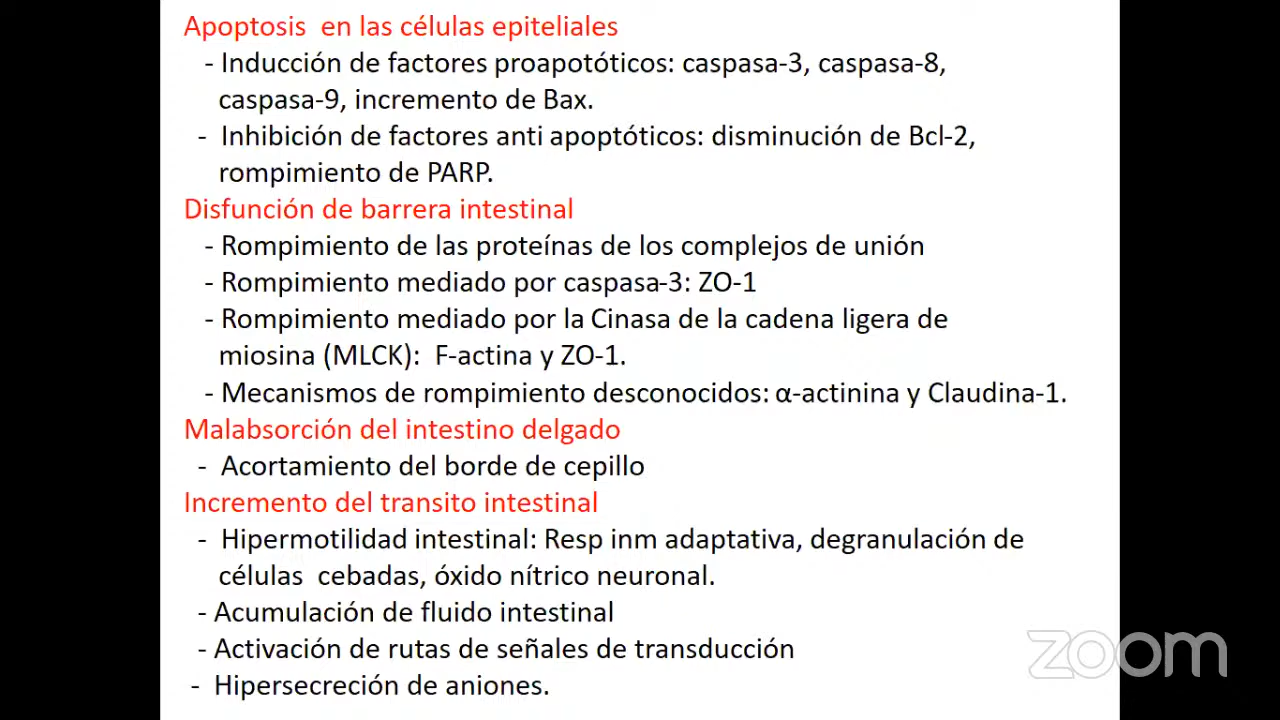 Apoptosis en las células epiteliales
- Inducción de factores proapotóticos: caspasa-3, caspasa-8,
caspasa-9, incremento de Bax.
- Inhibición de factores anti apoptóticos: disminución de Bcl-2,
rompimiento de PARP.
Disfunción de barrera intestinal
- Rompimiento de las proteínas de los complejos de unión
- Rompimiento mediado por caspasa-3: ZO-1
- Rompimiento mediado por la Cinasa de la cadena ligera de
miosina (MLCK): F-actina y ZO-1.
- Mecanismos de rompimiento desconocidos: α-actinina y Claudina-1.
Malabsorción del intestino delgado
- Acortamiento del borde de cepillo
Incremento del transito intestinal
- Hipermotilidad intestinal: Resp inm adaptativa, degranulación de
células cebadas, óxido nítrico neuronal.
- Acumulación de fluido intestinal
- Activación de rutas de señales de transducción
- Hipersecreción de aniones.
zoom